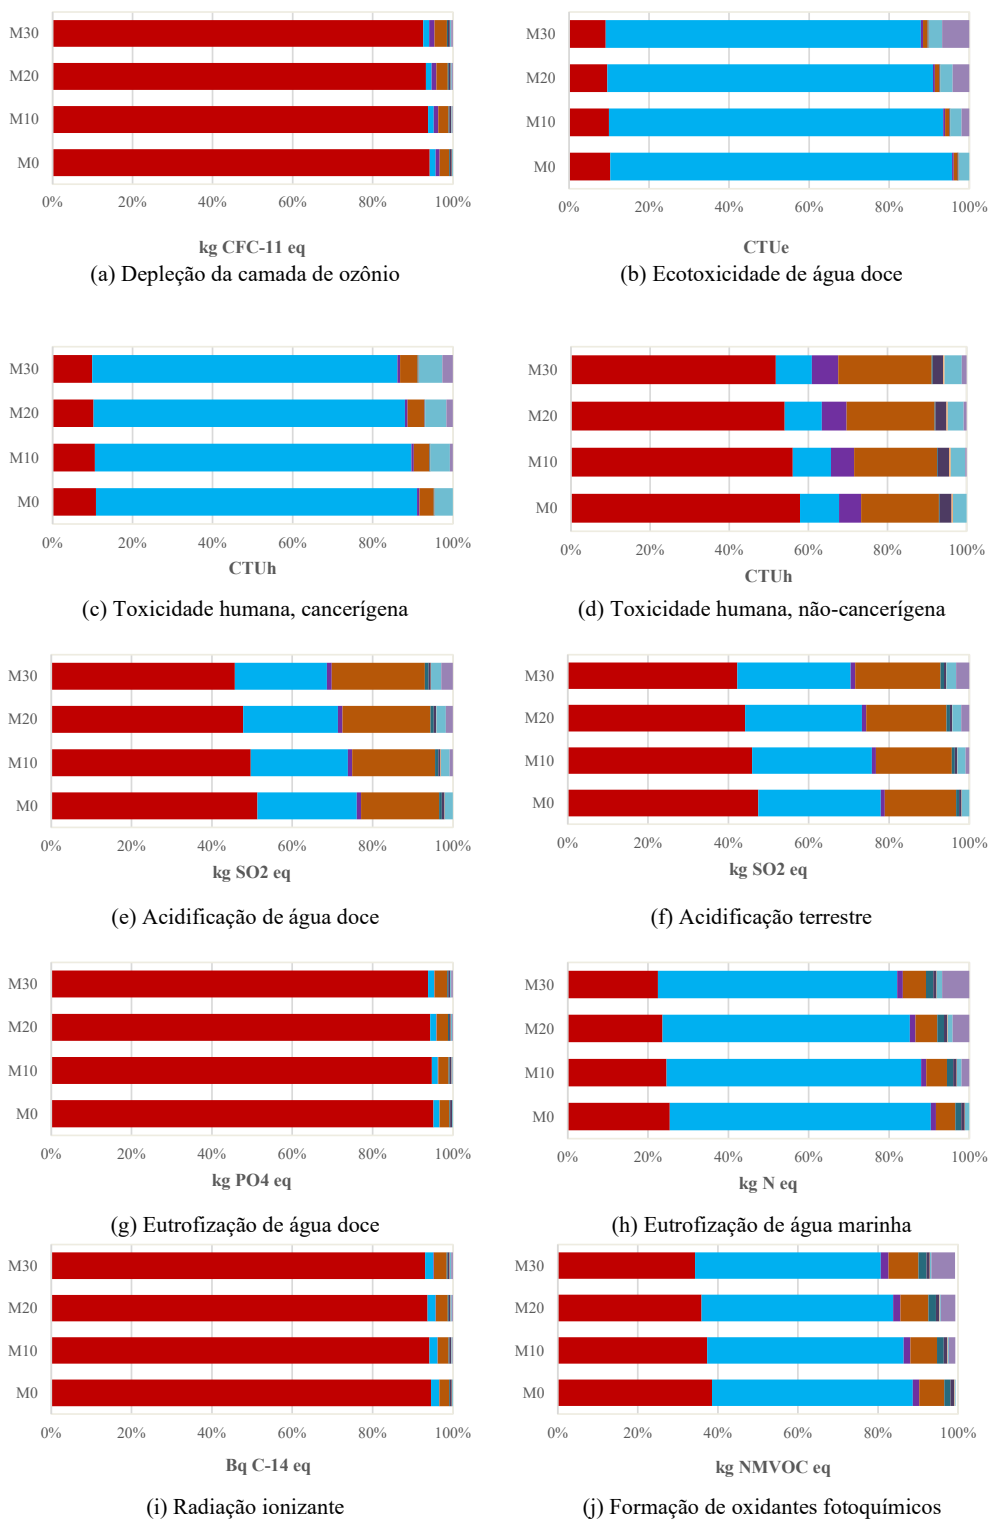 M30
M20
M10
M0
0% 20% 40% 60% 80% 100%
kg CFC-11 eq
(a) Depleção da camada de ozônio
M30
M20
M10
M0
0% 20% 40% 60% 80% 100%
CTUe
(b) Ecotoxicidade de água doce
M30
M20
M10
M0
0% 20% 40% 60% 80% 100%
CTUh
(c) Toxicidade humana, cancerígena
M30
M20
M10
M0
0% 20% 40% 60% 80% 100%
CTUh
(d) Toxicidade humana, não-cancerígena
M30
M20
M10
M0
0% 20% 40% 60% 80% 100%
kg SO2 eq
(e) Acidificação de água doce
M30
M20
M10
M0
0% 20% 40% 60% 80% 100%
kg SO2 eq
(f) Acidificação terrestre
M30
M20
M10
M0
0% 20% 40% 60% 80% 100%
kg PO4 eq
(g) Eutrofização de água doce
M30
M20
M10
M0
0% 20% 40% 60% 80% 100%
kg N eq
(h) Eutrofização de água marinha
M30
M20
M10
M0
0% 20% 40% 60% 80% 100%
Bq C-14 eq
(i) Radiação ionizante
M30
M20
M10
M0
0% 20% 40% 60% 80% 100%
kg NMVOC eq
(j) Formação de oxidantes fotoquímicos